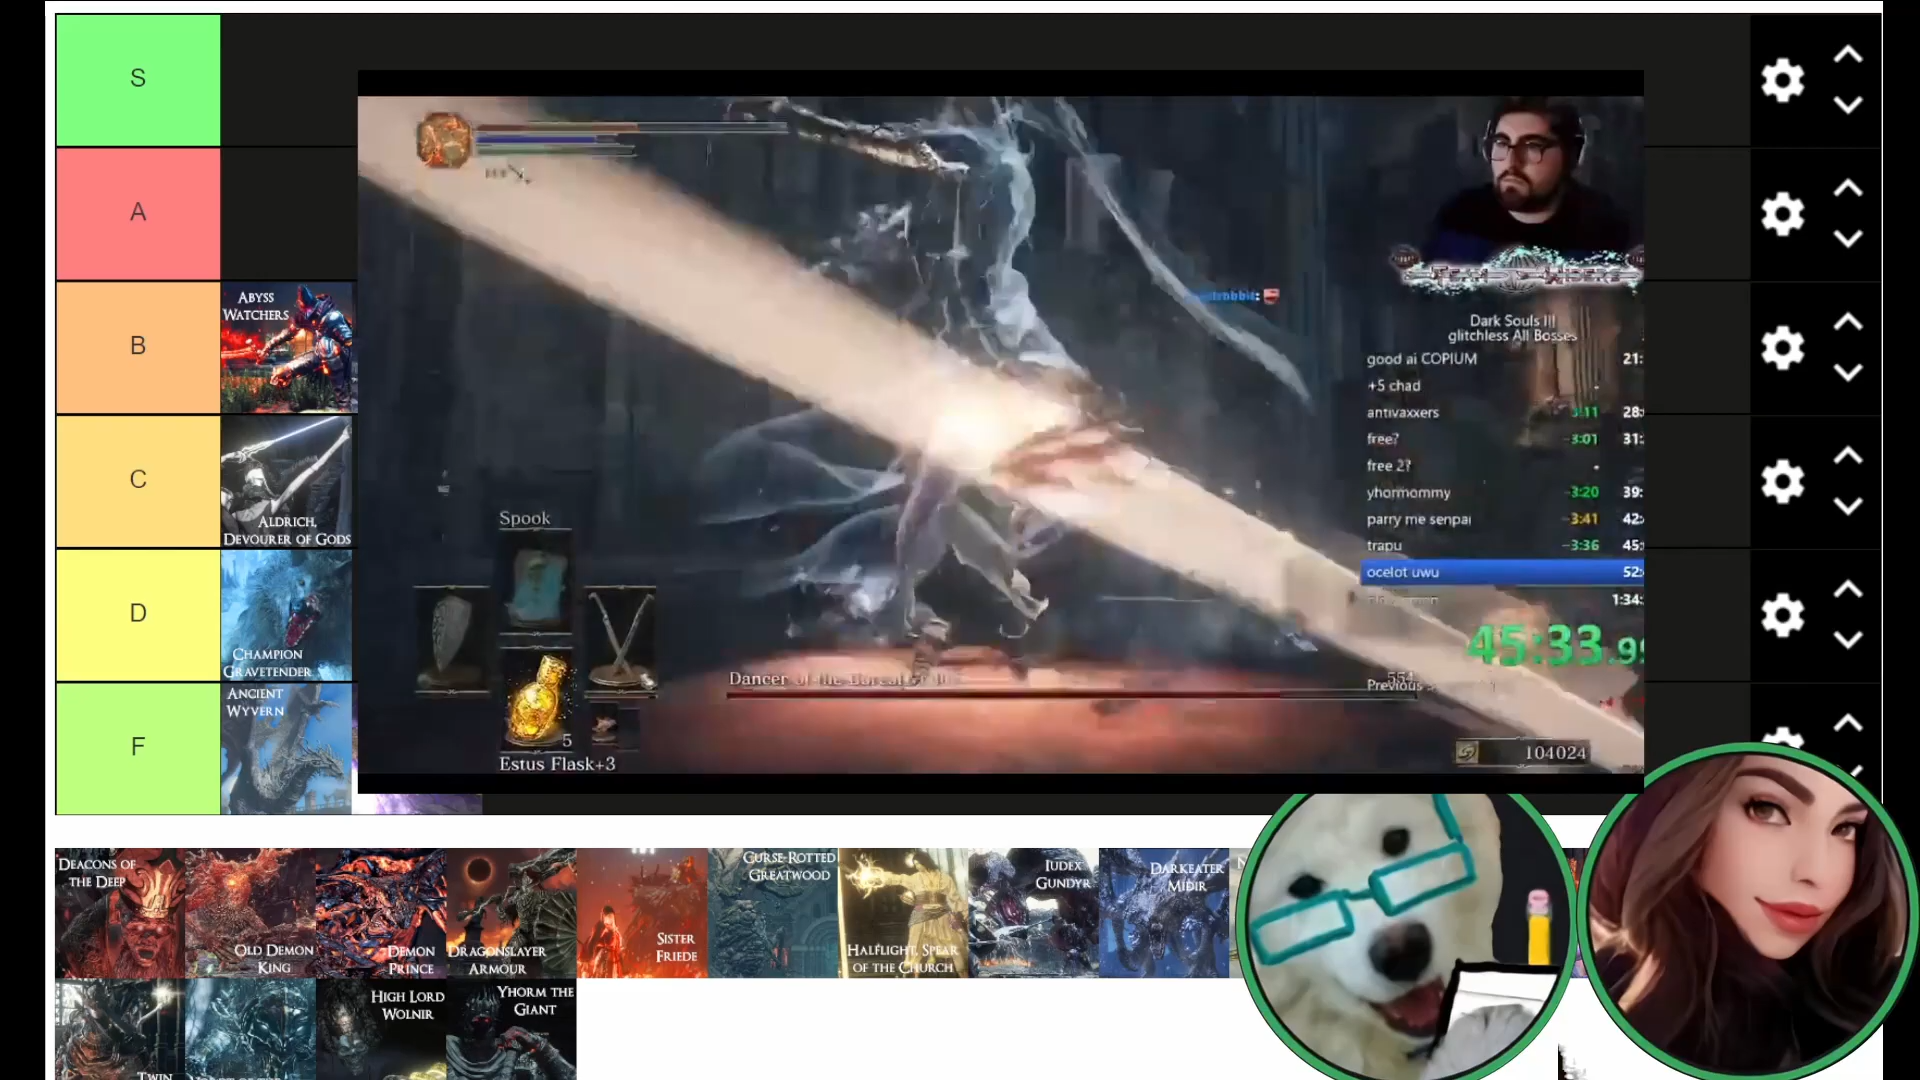 S
A
B
C
D
F
ABYSS
WATCHERS
ALDRICH,
DEVOURER OF GODS
CHAMPION
GRAVETENDER
ANCIENT
WYVERN
Spook
5
Estus Flask+3
Dancer
554
104024
Dark Souls III
glitchless All Bosses
good ai COPIUM 21:
+5 chad -
antivaxxers 28:
free? -3:01 31:
free 2? -
yhormommy -3:20 39:
parry me senpai -3:41 42:
trapu -3:36 45:
ocelot uwu 52:
1:34:
45:33.9
Previous
DEACONS OF
THE DEEP
OLD DEMON
KING
DEMON
PRINCE
DRAGONSLAYER
ARMOUR
SISTER
FRIEDE
CURSE-ROTTED
GREATWOOD
HALFLIGHT, SPEAR
OF THE CHURCH
IUDEX
GUNDYR
DARKEATER
MIDIR
TWIN
HIGH LORD
WOLNIR
YHORM THE
GIANT